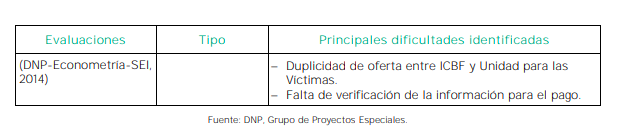 Evaluaciones Tipo Principales dificultades identificadas
(DNP-Econometría-SEI, 2014)
– Duplicidad de oferta entre ICBF y Unidad para las
Víctimas.
– Falta de verificación de la información para el pago.
Fuente: DNP, Grupo de Proyectos Especiales.